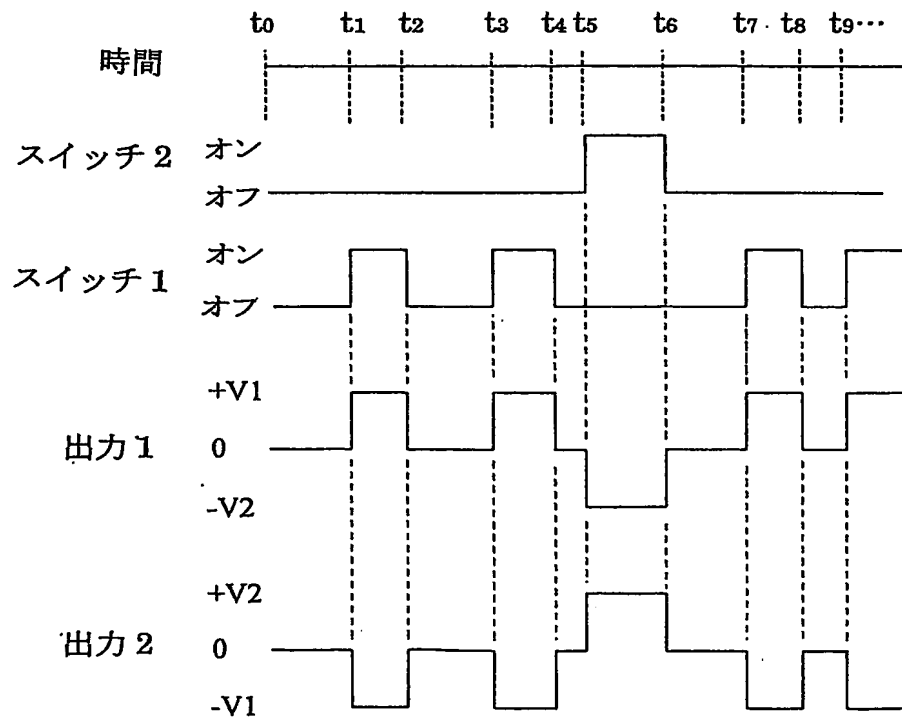 t0 t1 t2 t3 t4 t5 t6 t7 t8 t9…
時間
スイッチ2 オン
オフ
スイッチ1 オン
オフ
+V1
出力1 0
-V2
+V2
出力2 0
-V1